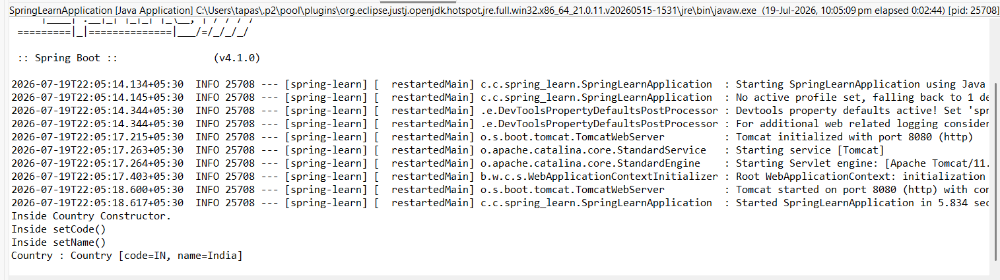 SpringLearnApplication [Java Application] C:\Users\tapas\.p2\pool\plugins\org.eclipse.justj.openjdk.hotspot.jre.full.win32.x86_64_21.0.11.v20260515-1531\jre\bin\javaw.exe (19-Jul-2026, 10:05:09 pm elapsed 0:02:44) [pid: 25708]
=========|_|==============|___/=/_/_/_/
:: Spring Boot ::                (v4.1.0)
2026-07-19T22:05:14.134+05:30  INFO 25708 --- [spring-learn] [  restartedMain] c.c.spring_learn.SpringLearnApplication  : Starting SpringLearnApplication using Java
2026-07-19T22:05:14.145+05:30  INFO 25708 --- [spring-learn] [  restartedMain] c.c.spring_learn.SpringLearnApplication  : No active profile set, falling back to 1 de
2026-07-19T22:05:14.344+05:30  INFO 25708 --- [spring-learn] [  restartedMain] .e.DevToolsPropertyDefaultsPostProcessor : Devtools property defaults active! Set 'spr
2026-07-19T22:05:14.344+05:30  INFO 25708 --- [spring-learn] [  restartedMain] .e.DevToolsPropertyDefaultsPostProcessor : For additional web related logging consider
2026-07-19T22:05:17.215+05:30  INFO 25708 --- [spring-learn] [  restartedMain] o.s.boot.tomcat.TomcatWebServer          : Tomcat initialized with port 8080 (http)
2026-07-19T22:05:17.263+05:30  INFO 25708 --- [spring-learn] [  restartedMain] o.apache.catalina.core.StandardService   : Starting service [Tomcat]
2026-07-19T22:05:17.264+05:30  INFO 25708 --- [spring-learn] [  restartedMain] o.apache.catalina.core.StandardEngine    : Starting Servlet engine: [Apache Tomcat/11.
2026-07-19T22:05:17.403+05:30  INFO 25708 --- [spring-learn] [  restartedMain] b.w.c.s.WebApplicationContextInitializer : Root WebApplicationContext: initialization
2026-07-19T22:05:18.600+05:30  INFO 25708 --- [spring-learn] [  restartedMain] o.s.boot.tomcat.TomcatWebServer          : Tomcat started on port 8080 (http) with con
2026-07-19T22:05:18.617+05:30  INFO 25708 --- [spring-learn] [  restartedMain] c.c.spring_learn.SpringLearnApplication  : Started SpringLearnApplication in 5.834 sec
Inside Country Constructor.
Inside setCode()
Inside setName()
Country : Country [code=IN, name=India]